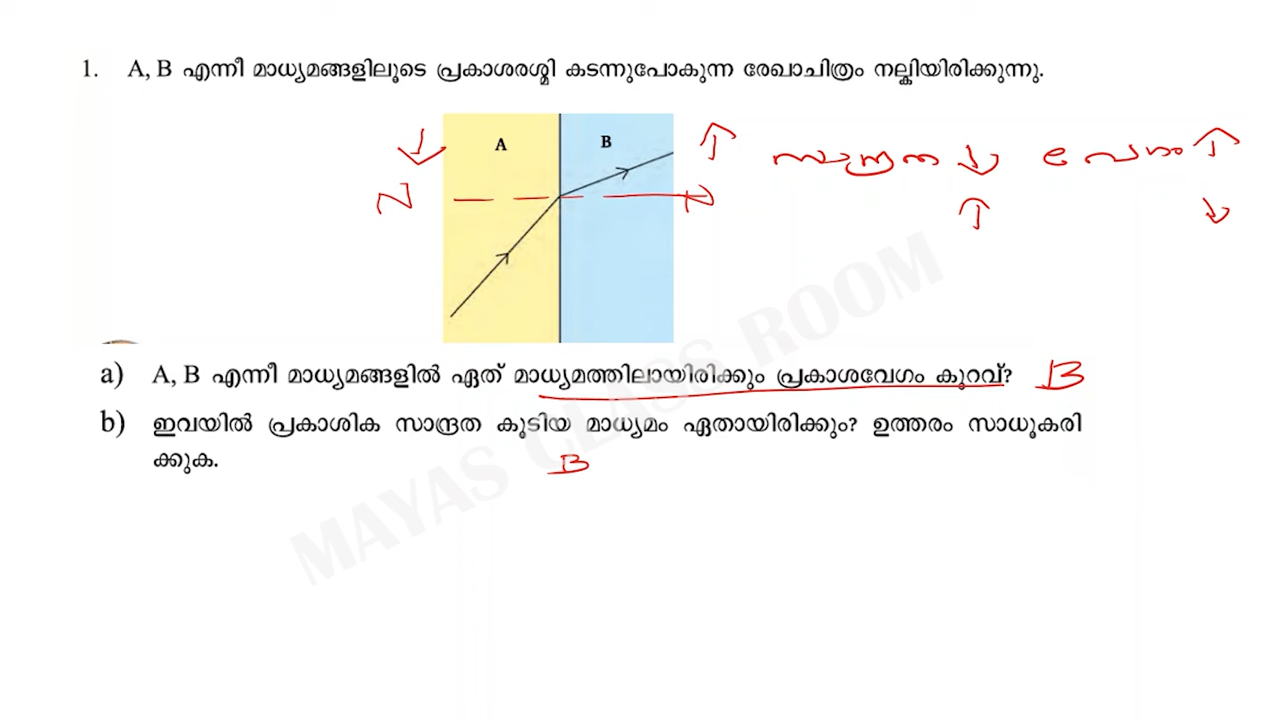 1. A, B എന്നീ മാധ്യമങ്ങളിലൂടെ പ്രകാശരശ്മി കടന്നുപോകുന്ന രേഖാചിത്രം നല്കിയിരിക്കുന്നു.
A B
സാന്ദ്രത ↓ വേഗം ↑
N N
↑ ↓
a) A, B എന്നീ മാധ്യമങ്ങളിൽ ഏത് മാധ്യമത്തിലായിരിക്കും പ്രകാശവേഗം കുറവ്? B
b) ഇവയിൽ പ്രകാശിക സാന്ദ്രത കൂടിയ മാധ്യമം ഏതായിരിക്കും? ഉത്തരം സാധൂകരി
ക്കുക. B
MAYAS CLASS ROOM